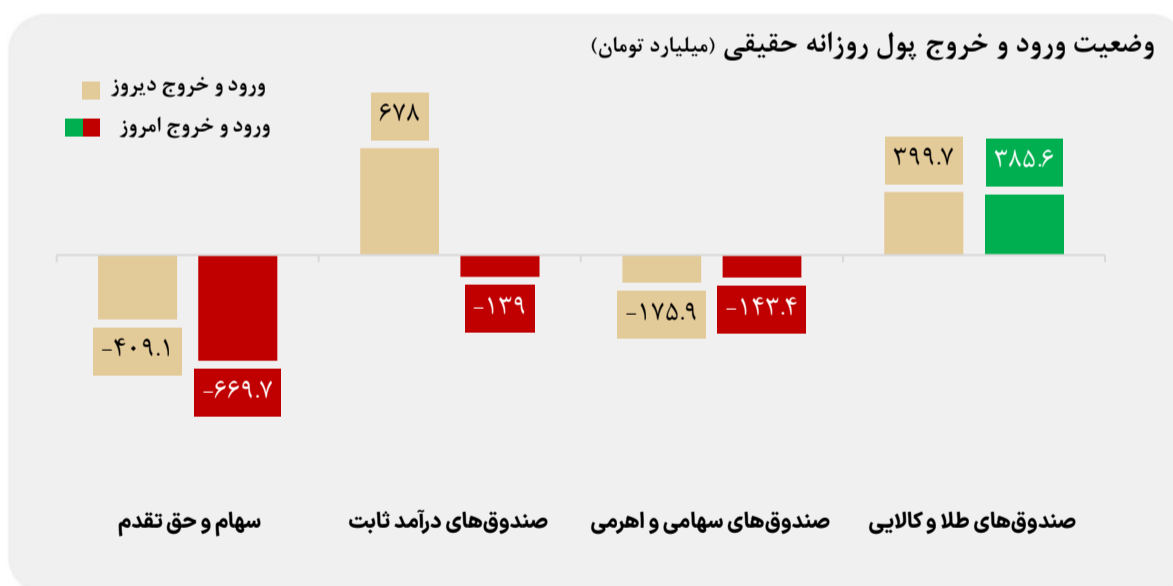 وضعیت ورود و خروج پول روزانه حقیقی (میلیارد تومان)
ورود و خروج دیروز
ورود و خروج امروز
۳۹۹.۷
۳۸۵.۶
-۱۷۵.۹
-۱۴۳.۴
۶۷۸
-۱۳۹
-۴۰۹.۱
-۶۶۹.۷
صندوق‌های طلا و کالایی
صندوق‌های سهامی و اهرمی
صندوق‌های درآمد ثابت
سهام و حق تقدم